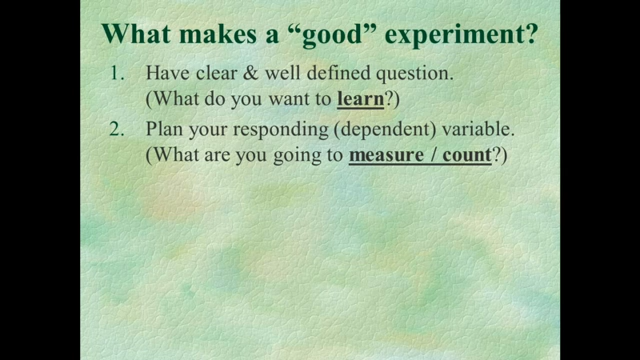 What makes a “good” experiment?
1. Have clear & well defined question.
(What do you want to learn?)
2. Plan your responding (dependent) variable.
(What are you going to measure / count?)